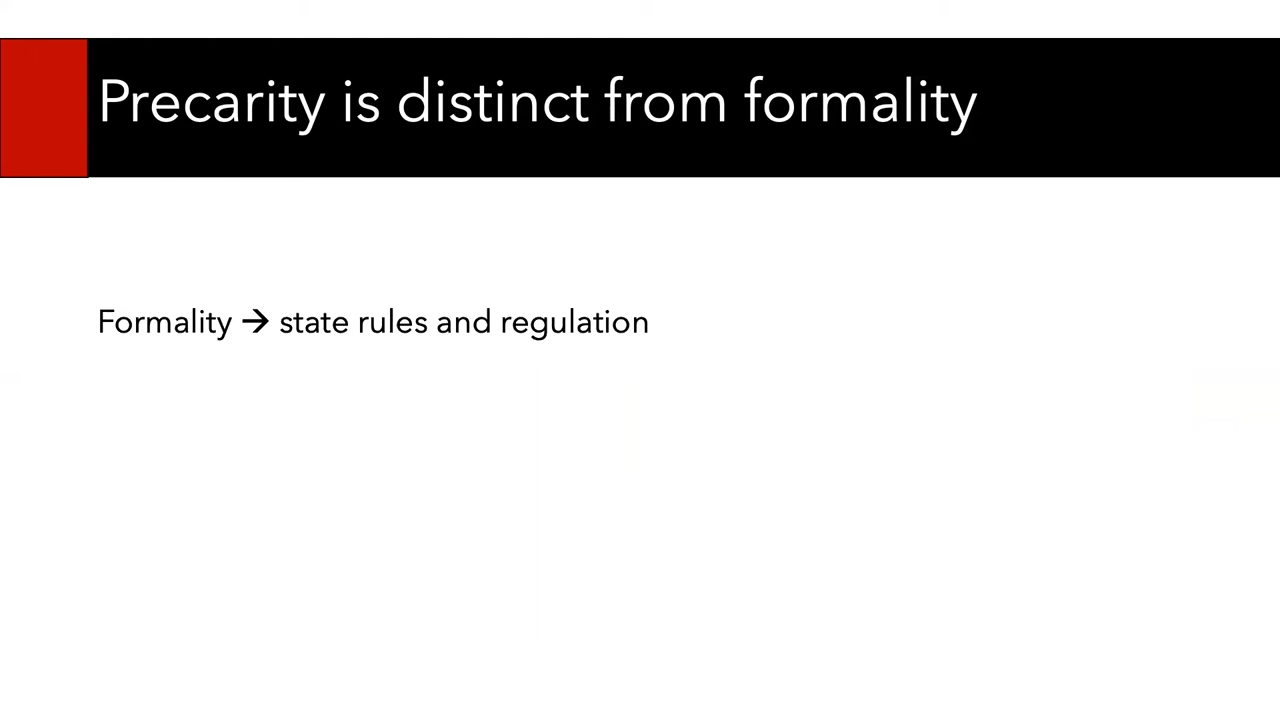 Precarity is distinct from formality
Formality → state rules and regulation